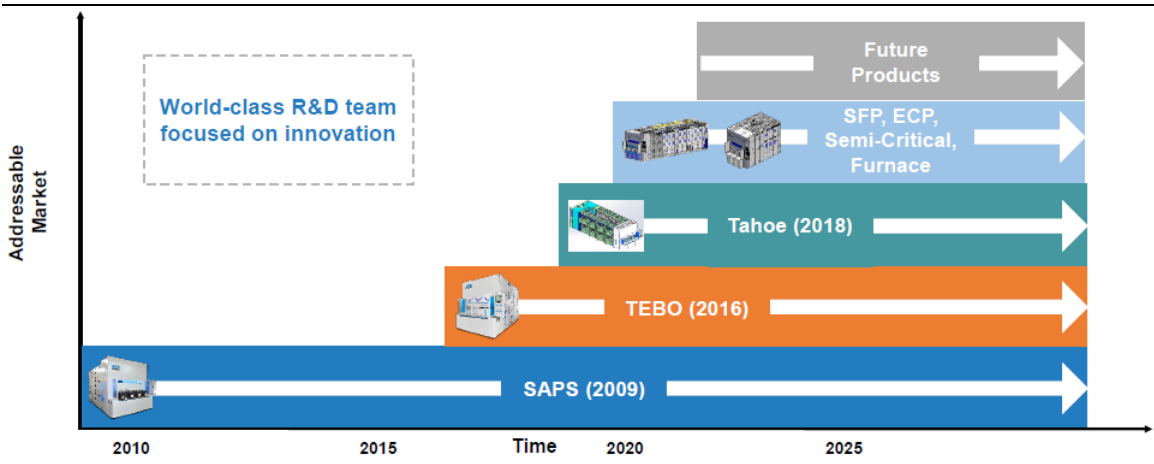 Addressable
Market
World-class R&D team
focused on innovation
Future
Products
SFP, ECP,
Semi-Critical,
Furnace
Tahoe (2018)
TEBO (2016)
SAPS (2009)
2010
2015
Time
2020
2025